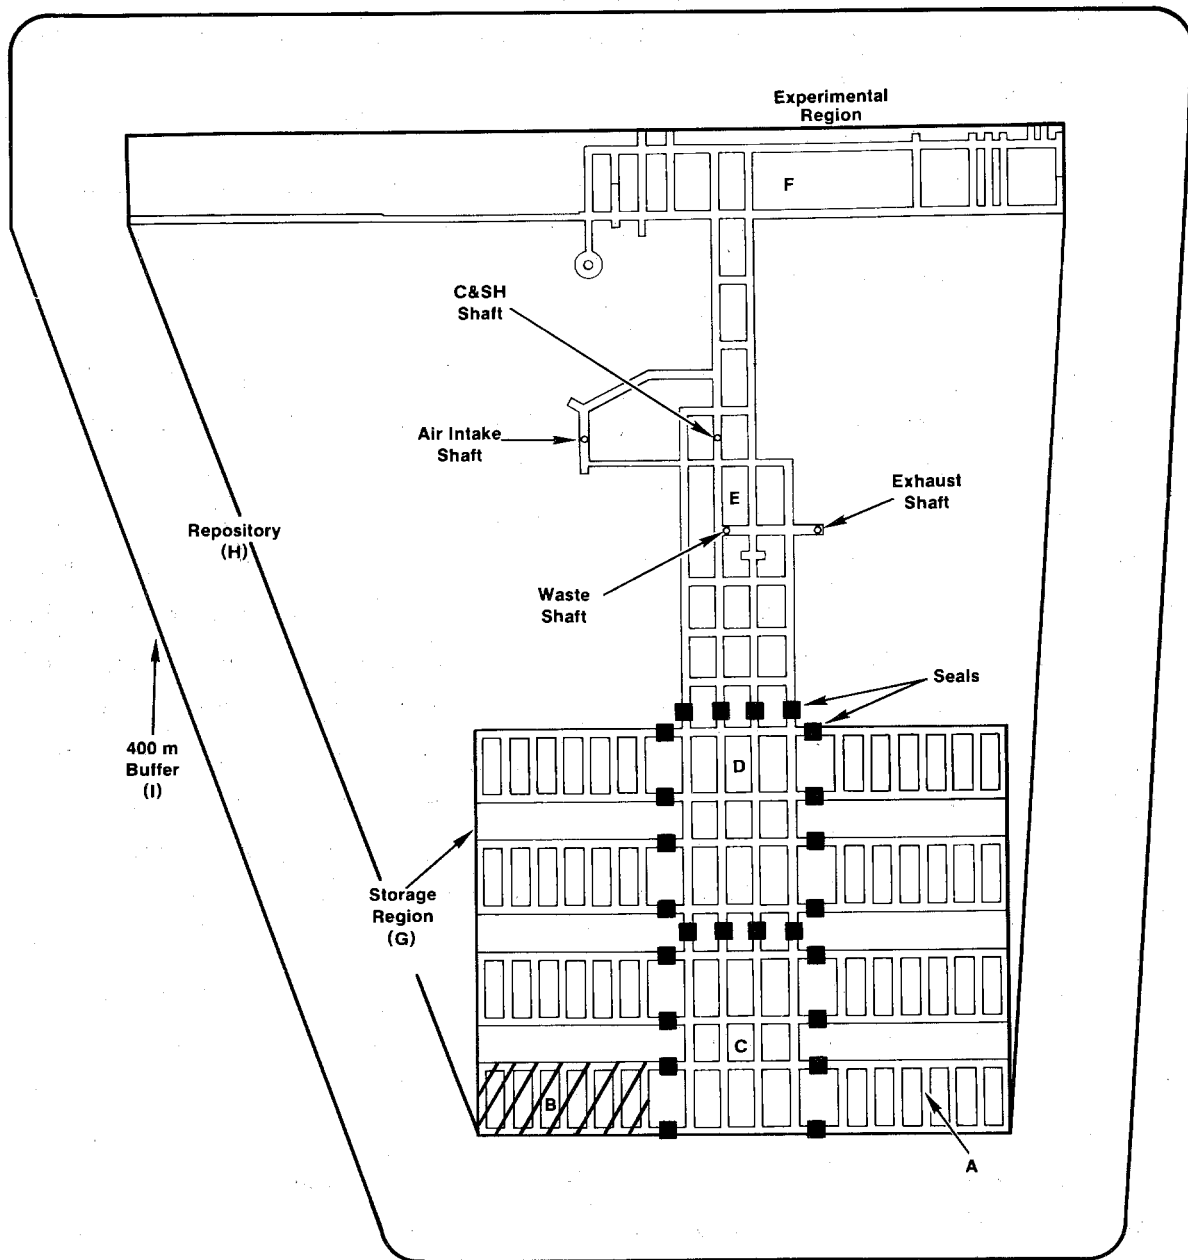 Experimental
Region
F
C&SH
Shaft
Air Intake
Shaft
E
Exhaust
Shaft
Repository
(H)
Waste
Shaft
Seals
400 m
Buffer
(I)
D
Storage
Region
(G)
C
B
A